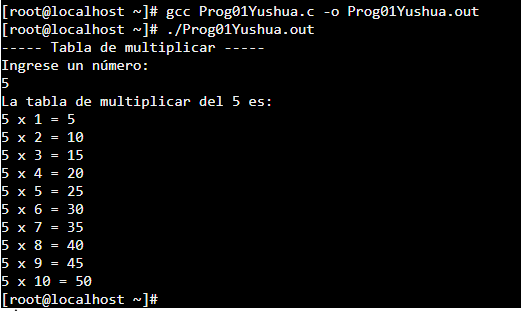 [root@localhost ~]# gcc Prog01Yushua.c -o Prog01Yushua.out
[root@localhost ~]# ./Prog01Yushua.out
----- Tabla de multiplicar -----
Ingrese un número:
5
La tabla de multiplicar del 5 es:
5 x 1 = 5
5 x 2 = 10
5 x 3 = 15
5 x 4 = 20
5 x 5 = 25
5 x 6 = 30
5 x 7 = 35
5 x 8 = 40
5 x 9 = 45
5 x 10 = 50
[root@localhost ~]#